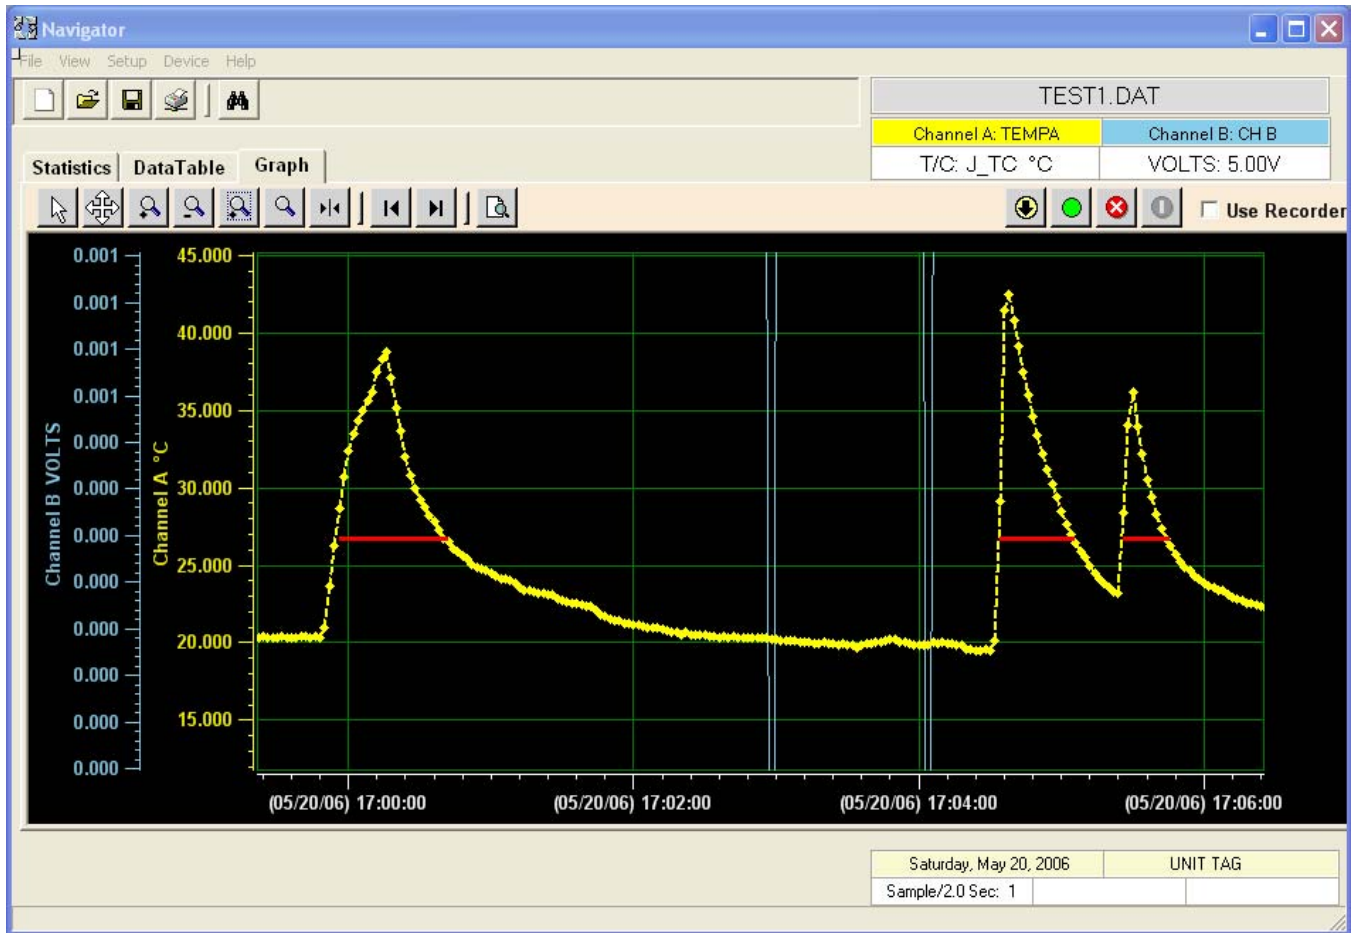 Navigator
File View Setup Device Help
TEST1.DAT
Channel A: TEMPA
Channel B: CH B
T/C: J_TC °C
VOLTS: 5.00V
Statistics
DataTable
Graph
Use Recorder
Channel B VOLTS
0.001
0.001
0.001
0.001
0.000
0.000
0.000
0.000
0.000
0.000
0.000
0.000
Channel A °C
45.000
40.000
35.000
30.000
25.000
20.000
15.000
(05/20/06) 17:00:00
(05/20/06) 17:02:00
(05/20/06) 17:04:00
(05/20/06) 17:06:00
Saturday, May 20, 2006
UNIT TAG
Sample/2.0 Sec: 1